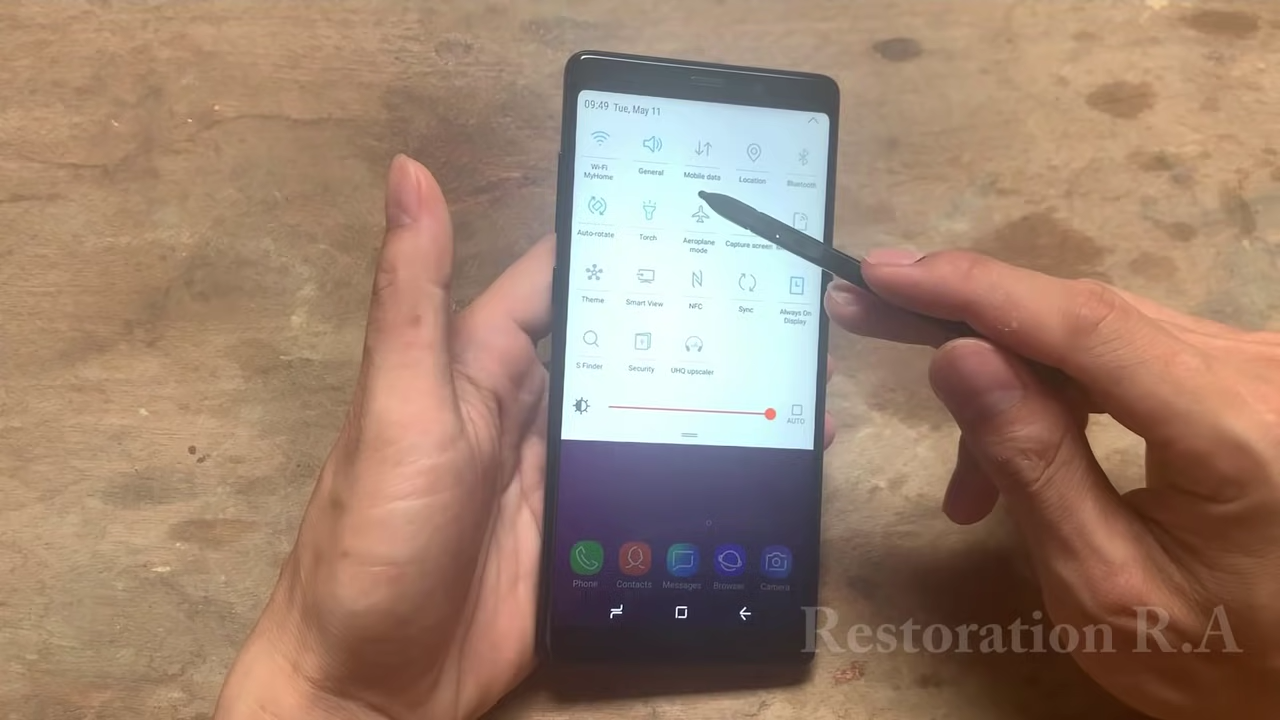 09:49 Tue, May 11
Wi-Fi
MyHome
General
Mobile data
Location
Bluetooth
Auto-rotate
Torch
Aeroplane
mode
Capture screen
Theme
Smart View
NFC
Sync
Always On
Display
S Finder
Security
UHQ upscaler
AUTO
Phone
Contacts
Messages
Browser
Camera
Restoration R.A